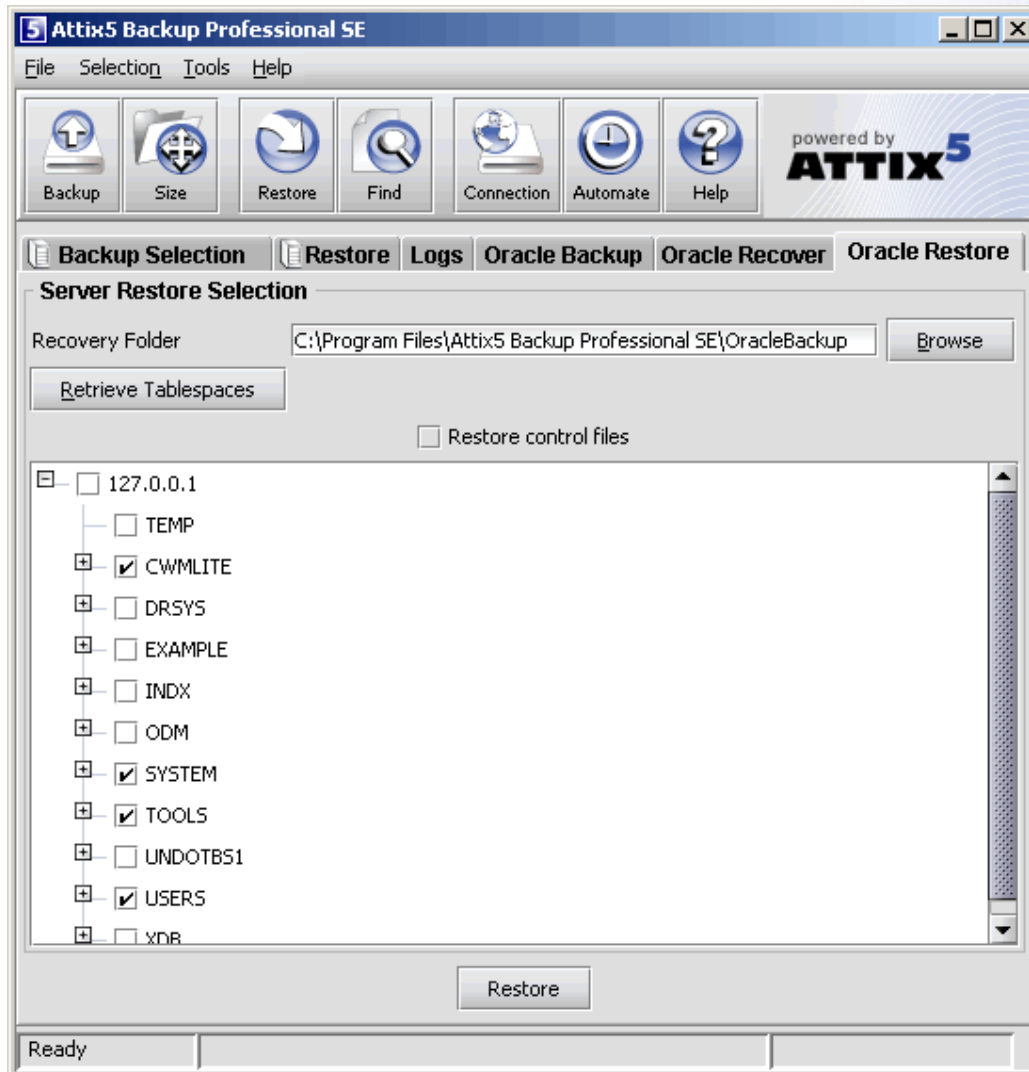 5 Attix5 Backup Professional SE
File Selection Tools Help
Backup Size Restore Find Connection Automate Help
powered by
ATTIX5
Backup Selection Restore Logs Oracle Backup Oracle Recover Oracle Restore
Server Restore Selection
Recovery Folder C:\Program Files\Attix5 Backup Professional SE\OracleBackup Browse
Retrieve Tablespaces
Restore control files
127.0.0.1
TEMP
CWMLITE
DRSYS
EXAMPLE
INDX
ODM
SYSTEM
TOOLS
UNDOTBS1
USERS
XDB
Restore
Ready